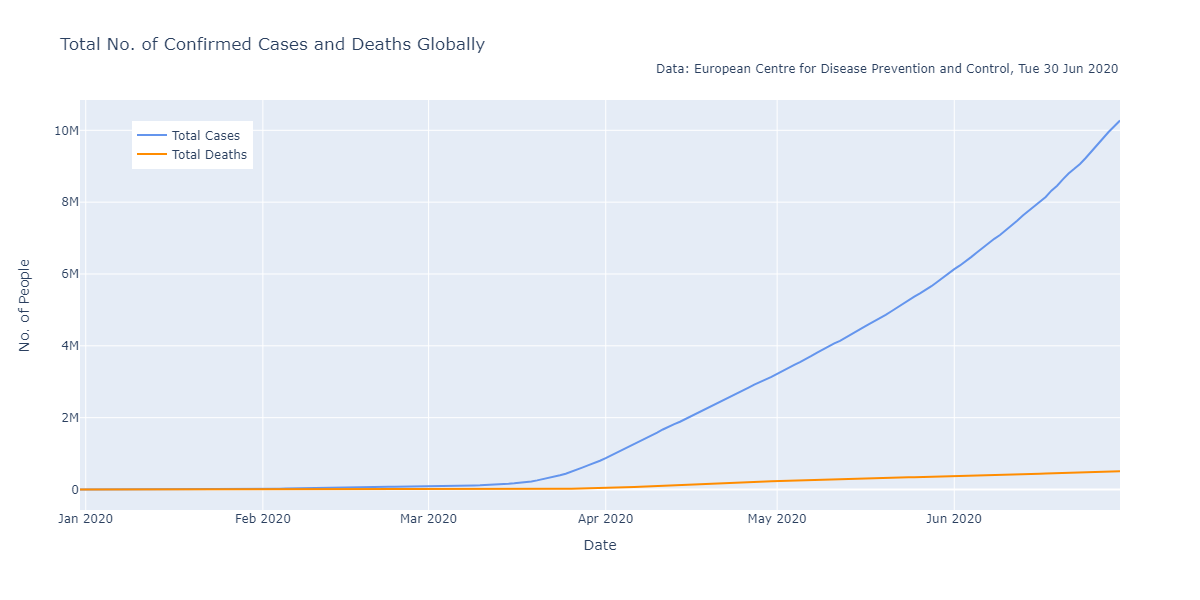 Total No. of Confirmed Cases and Deaths Globally
Data: European Centre for Disease Prevention and Control, Tue 30 Jun 2020
Total Cases
Total Deaths
10M
8M
6M
4M
2M
0
No. of People
Jan 2020 Feb 2020 Mar 2020 Apr 2020 May 2020 Jun 2020
Date